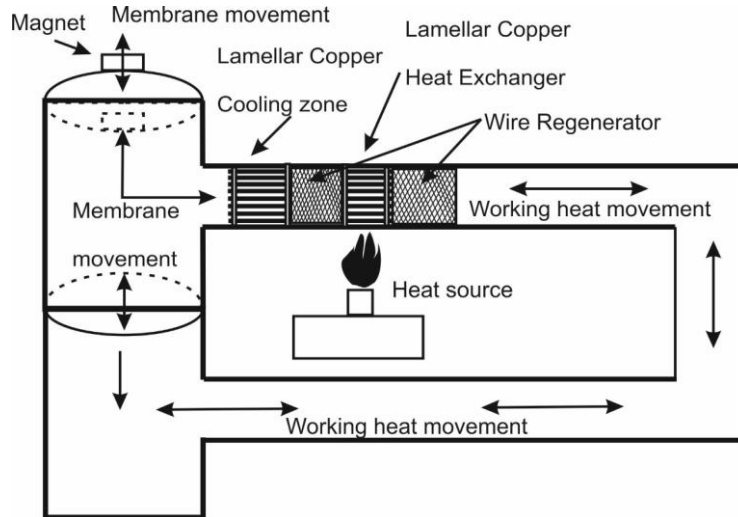 Membrane movement
Magnet
Lamellar Copper
Cooling zone
Lamellar Copper
Heat Exchanger
Wire Regenerator
Membrane
movement
Working heat movement
Heat source
Working heat movement